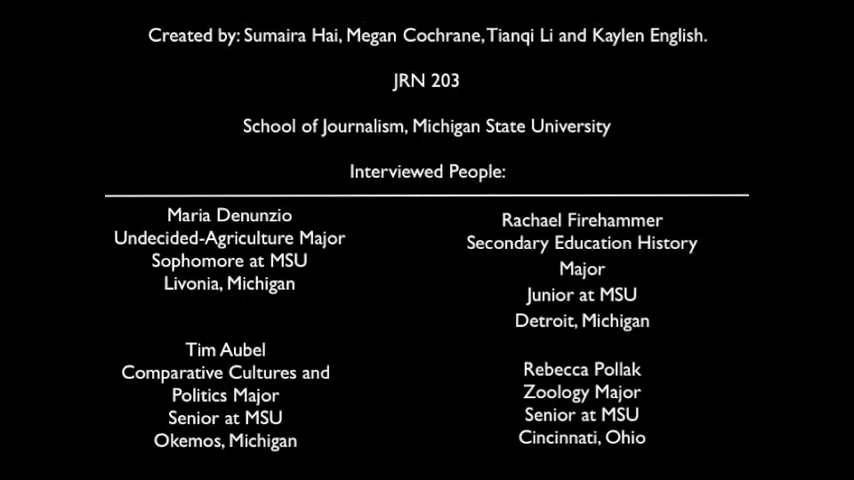 Created by: Sumaira Hai, Megan Cochrane, Tianqi Li and Kaylen English.
JRN 203
School of Journalism, Michigan State University
Interviewed People:
Maria Denunzio
Undecided-Agriculture Major
Sophomore at MSU
Livonia, Michigan
Rachael Firehammer
Secondary Education History
Major
Junior at MSU
Detroit, Michigan
Tim Aubel
Comparative Cultures and
Politics Major
Senior at MSU
Okemos, Michigan
Rebecca Pollak
Zoology Major
Senior at MSU
Cincinnati, Ohio